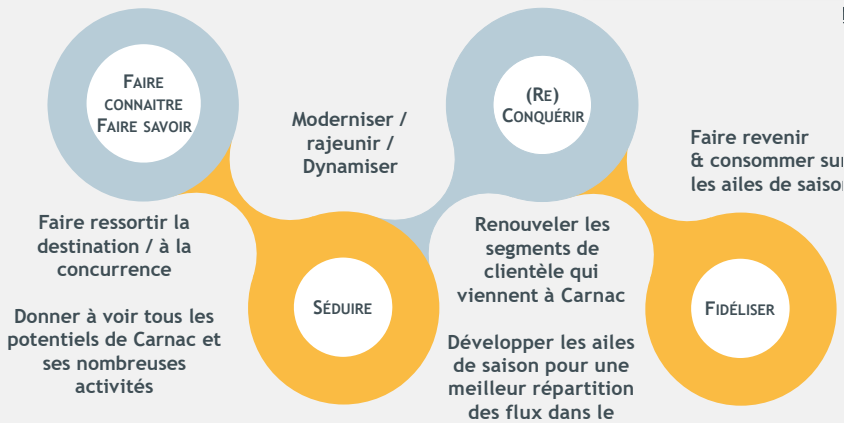 FAIRE
CONNAITRE
FAIRE SAVOIR
Faire ressortir la
destination / à la
concurrence
Donner à voir tous les
potentiels de Carnac et
ses nombreuses
activités
Moderniser /
rajeunir /
Dynamiser
SÉDUIRE
(RE)
CONQUÉRIR
Renouveler les
segments de
clientèle qui
viennent à Carnac
Développer les ailes
de saison pour une
meilleur répartition
des flux dans le
Faire revenir
& consommer sur
les ailes de saison
FIDÉLISER